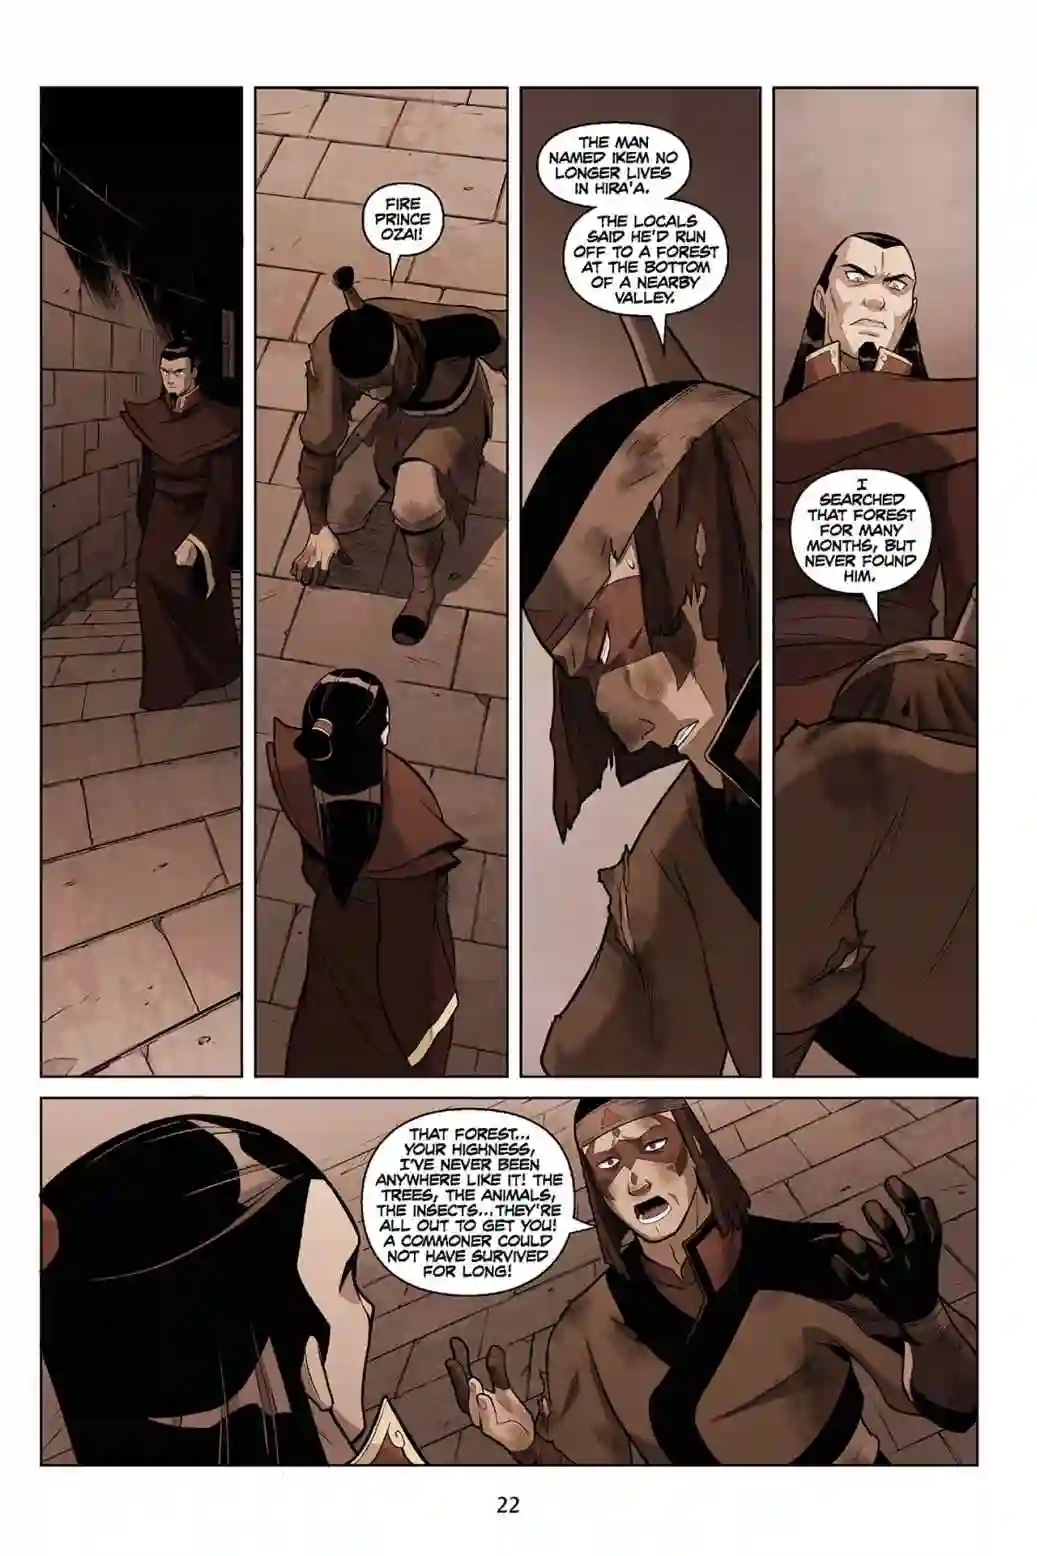 FIRE
PRINCE
OZAI!
THE MAN
NAMED IKEM NO
LONGER LIVES
IN HIRA'A.
THE LOCALS
SAID HE'D RUN
OFF TO A FOREST
AT THE BOTTOM
OF A NEARBY
VALLEY.
I
SEARCHED
THAT FOREST
FOR MANY
MONTHS, BUT
NEVER FOUND
HIM.
THAT FOREST...
YOUR HIGHNESS,
I'VE NEVER BEEN
ANYWHERE LIKE IT! THE
TREES, THE ANIMALS,
THE INSECTS...THEY'RE
ALL OUT TO GET YOU!
A COMMONER COULD
NOT HAVE SURVIVED
FOR LONG!
22